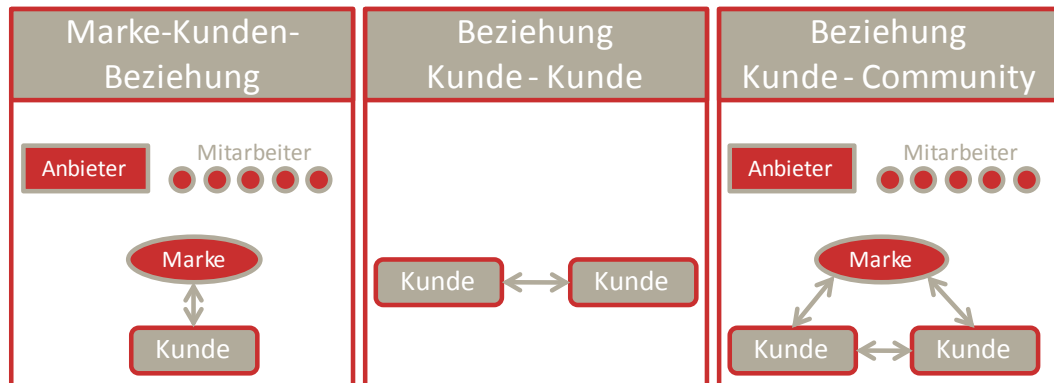 Marke-Kunden-
Beziehung
Anbieter
Mitarbeiter
Marke
Kunde
Beziehung
Kunde - Kunde
Kunde
Kunde
Beziehung
Kunde - Community
Anbieter
Mitarbeiter
Marke
Kunde
Kunde